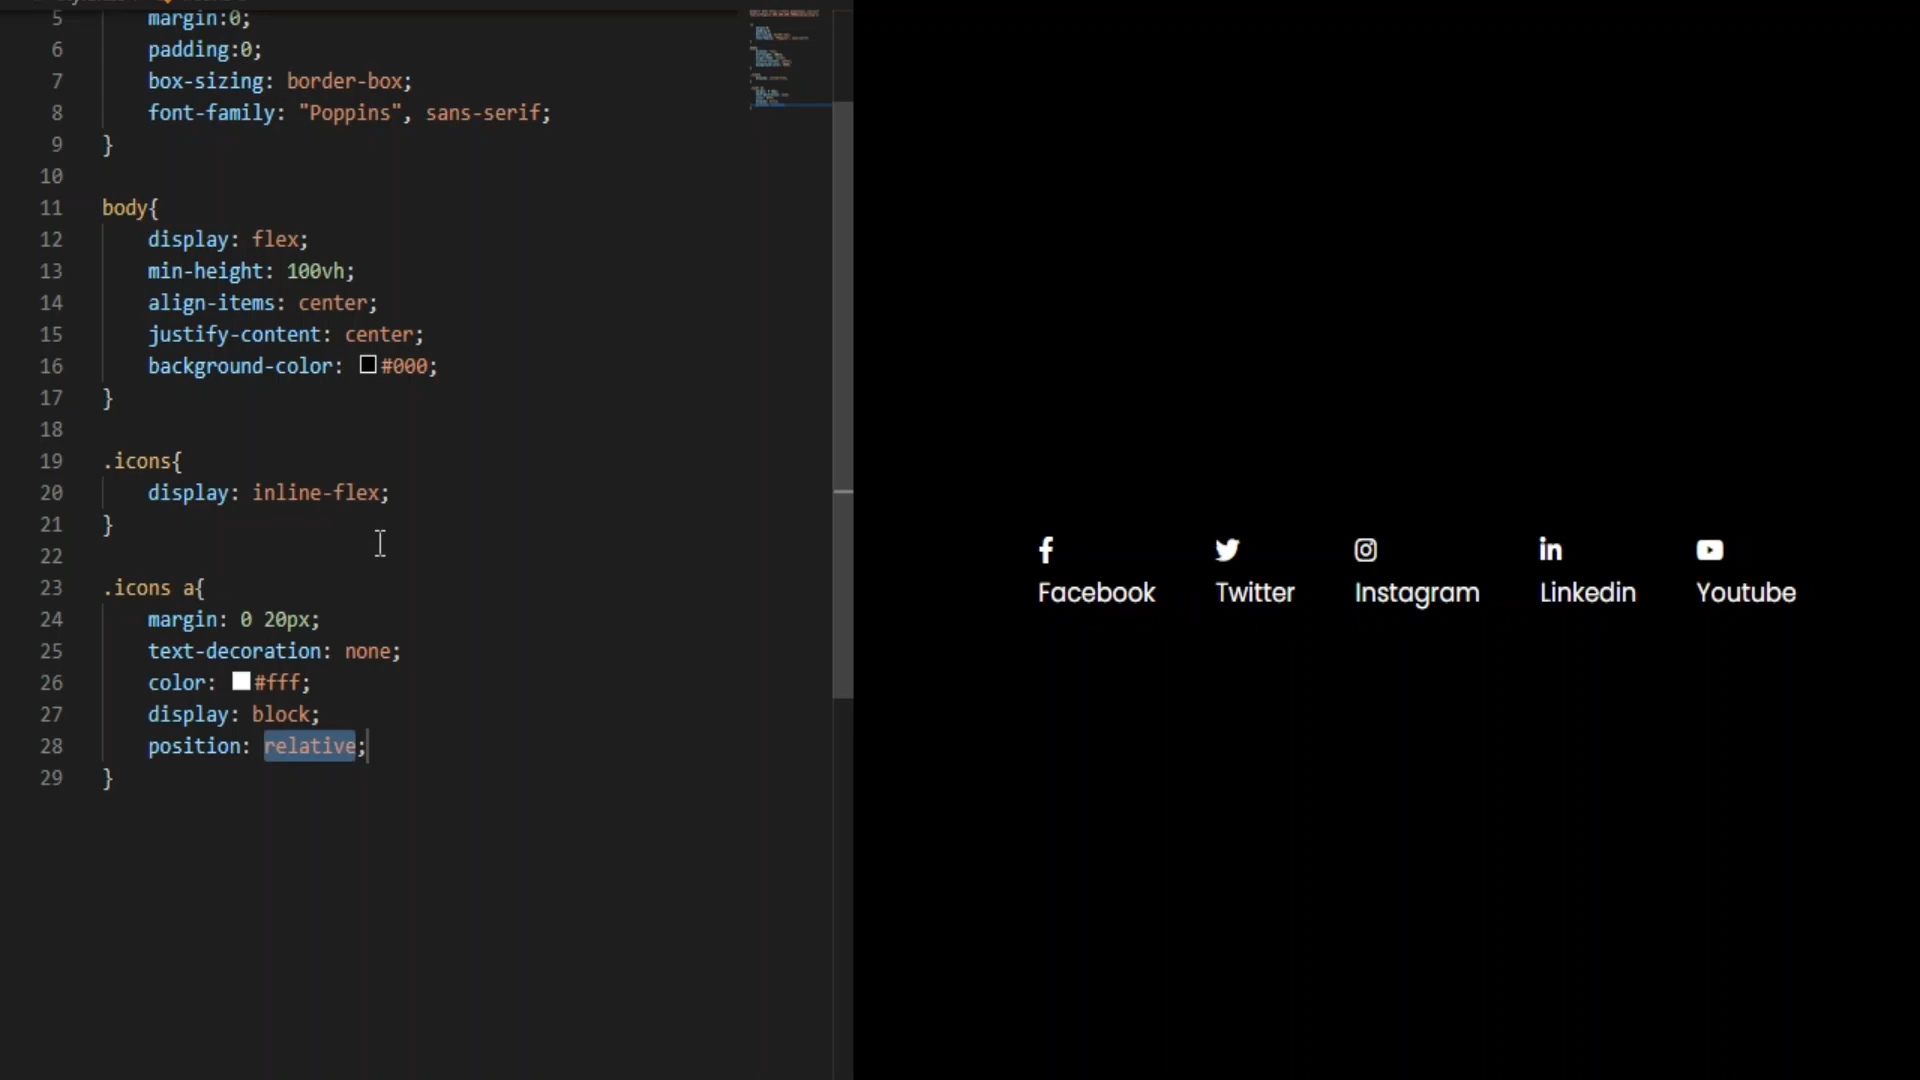 5 margin:0;
6 padding:0;
7 box-sizing: border-box;
8 font-family: "Poppins", sans-serif;
9 }
10
11 body{
12 display: flex;
13 min-height: 100vh;
14 align-items: center;
15 justify-content: center;
16 background-color: #000;
17 }
18
19 .icons{
20 display: inline-flex;
21 }
22
23 .icons a{
24 margin: 0 20px;
25 text-decoration: none;
26 color: #fff;
27 display: block;
28 position: relative;
29 }
Facebook Twitter Instagram Linkedin Youtube